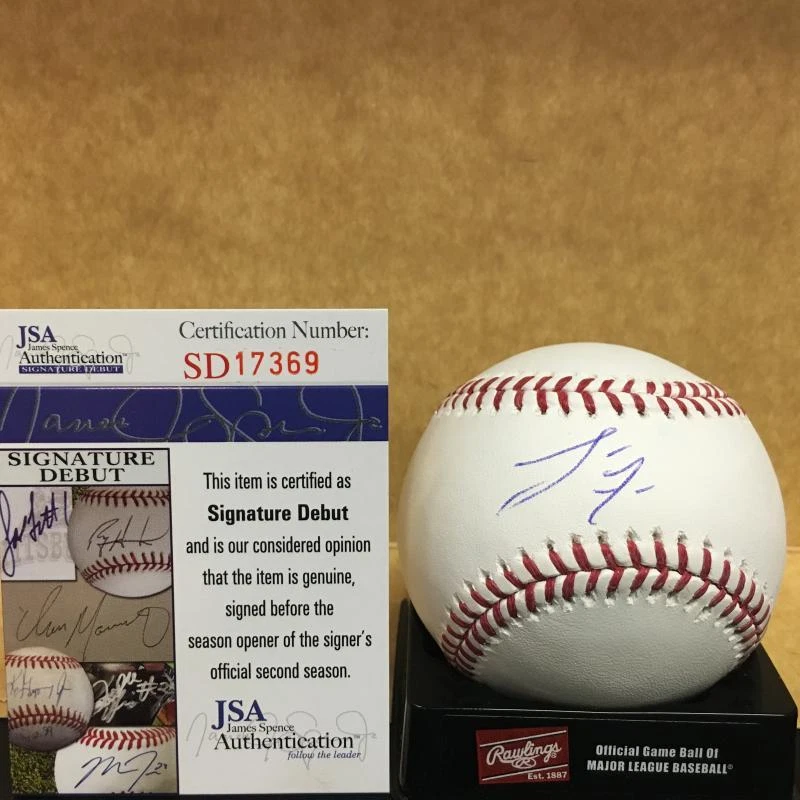 JSA
James Spence
Authentication™
SIGNATURE DEBUT
Certification Number:
SD17369
SIGNATURE
DEBUT
This item is certified as
Signature Debut
and is our considered opinion
that the item is genuine,
signed before the
season opener of the signer's
official second season.
JSA
James Spence
Authentication™
follow the leader
Rawlings
Est. 1887
Official Game Ball Of
MAJOR LEAGUE BASEBALL®